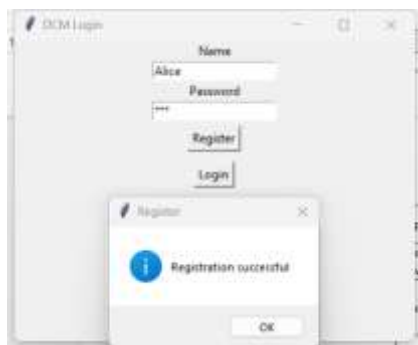 DCM Login
Name
Alice
Password
***
Register
Login
Register
Registration successful
OK